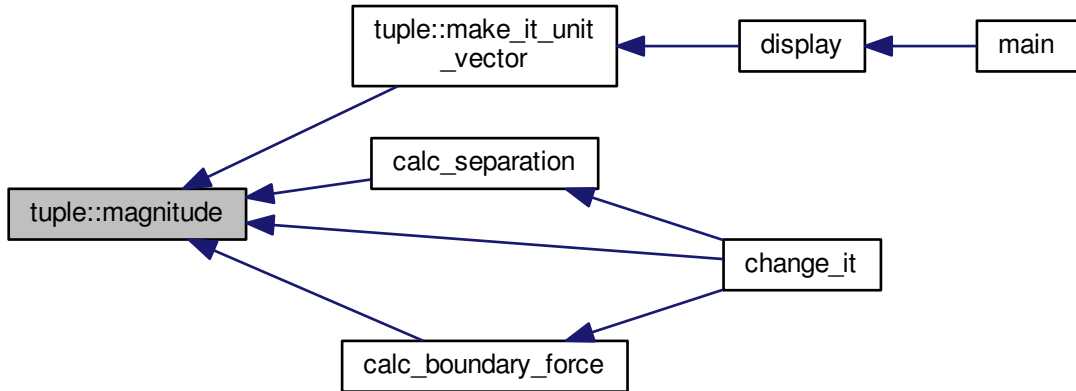 tuple::make_it_unit
_vector
display
main
calc_separation
tuple::magnitude
change_it
calc_boundary_force